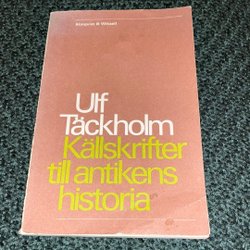 Almqvist & Wiksell
Ulf
Täckholm
Källskrifter
till antikens
historia